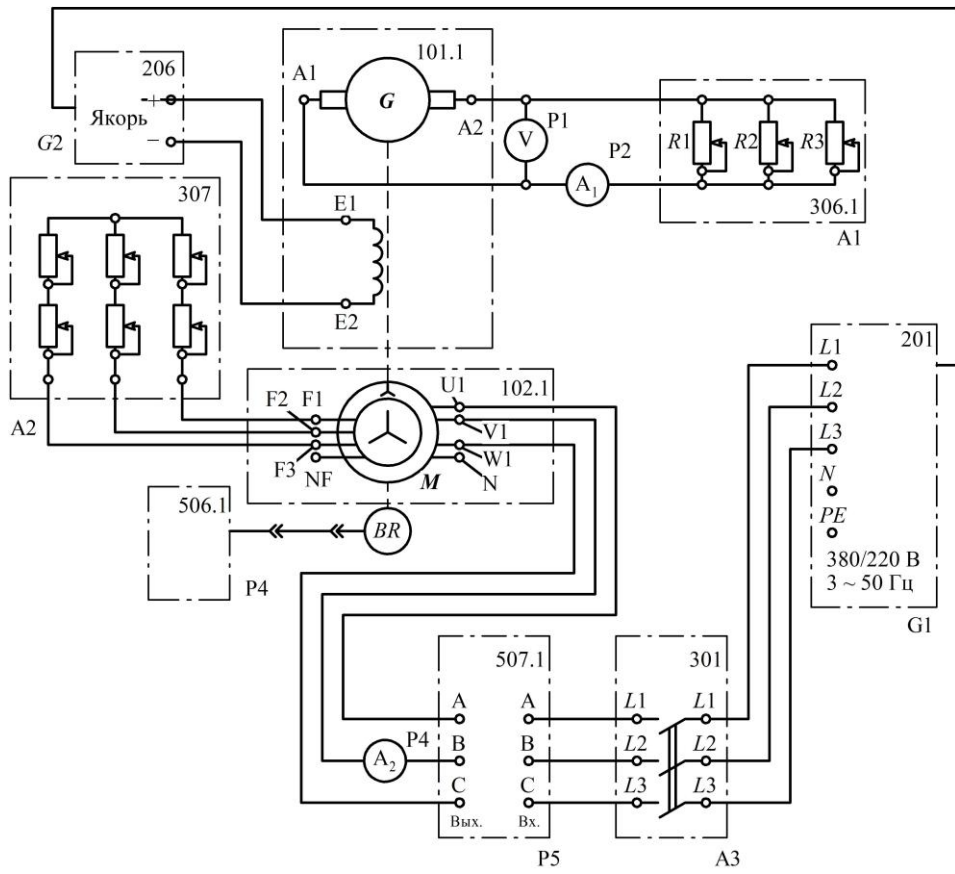 206
Якорь
+
−
G2
101.1
A1
G
A2
P1
V
P2
A1
R1
R2
R3
306.1
A1
307
A2
E1
E2
102.1
F2
F1
U1
V1
F3
W1
NF
M
N
506.1
BR
P4
201
L1
L2
L3
N
PE
380/220 В
3 ~ 50 Гц
G1
507.1
301
A
A
L1
L1
P4
A2
B
B
L2
L2
C
C
L3
L3
Вых.
Вх.
P5
A3